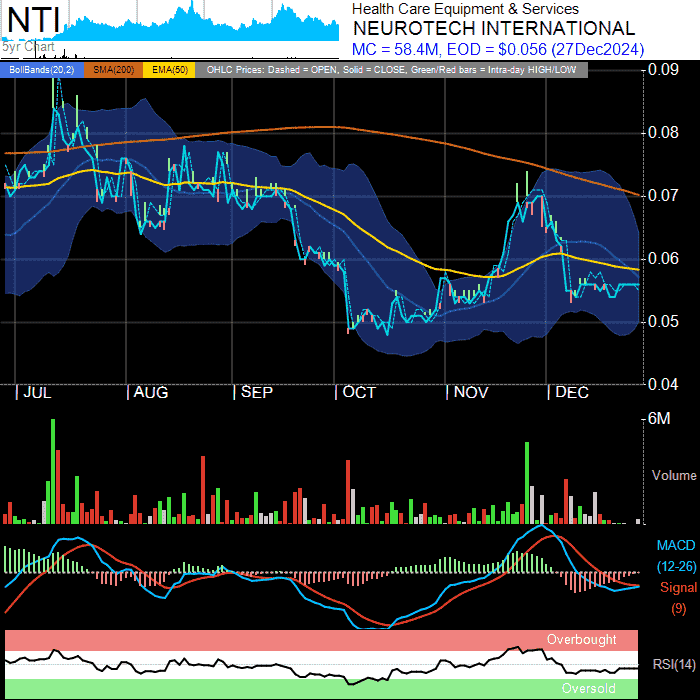 NTI
5yr Chart
Health Care Equipment & Services
NEUROTECH INTERNATIONAL
MC = 58.4M, EOD = $0.056 (27Dec2024)
BollBands(20,2) SMA(200) EMA(50) OHLC Prices: Dashed = OPEN, Solid = CLOSE, Green/Red bars = Intra-day HIGH/LOW
0.09
0.08
0.07
0.06
0.05
0.04
JUL AUG SEP OCT NOV DEC
6M
Volume
MACD
(12-26)
Signal
(9)
Overbought
RSI(14)
Oversold